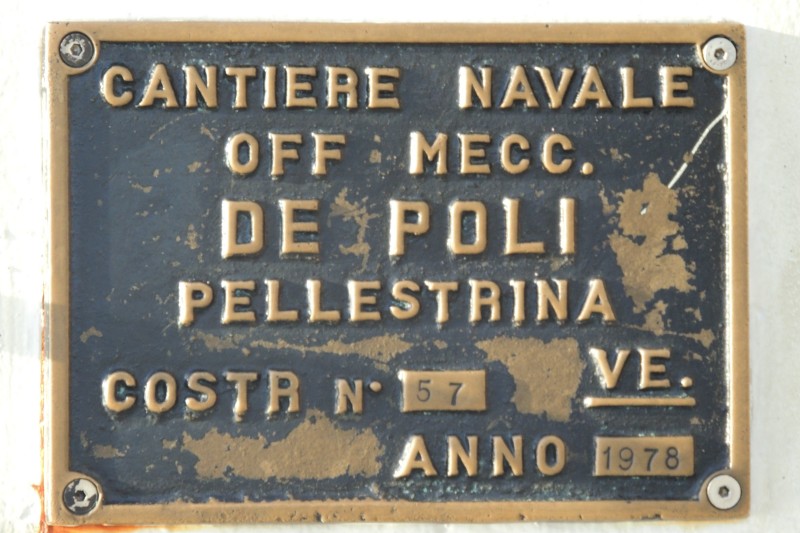 CANTIERE NAVALE
OFF MECC.
DE POLI
PELLESTRINA
VE.
COSTR N° 57
ANNO 1978